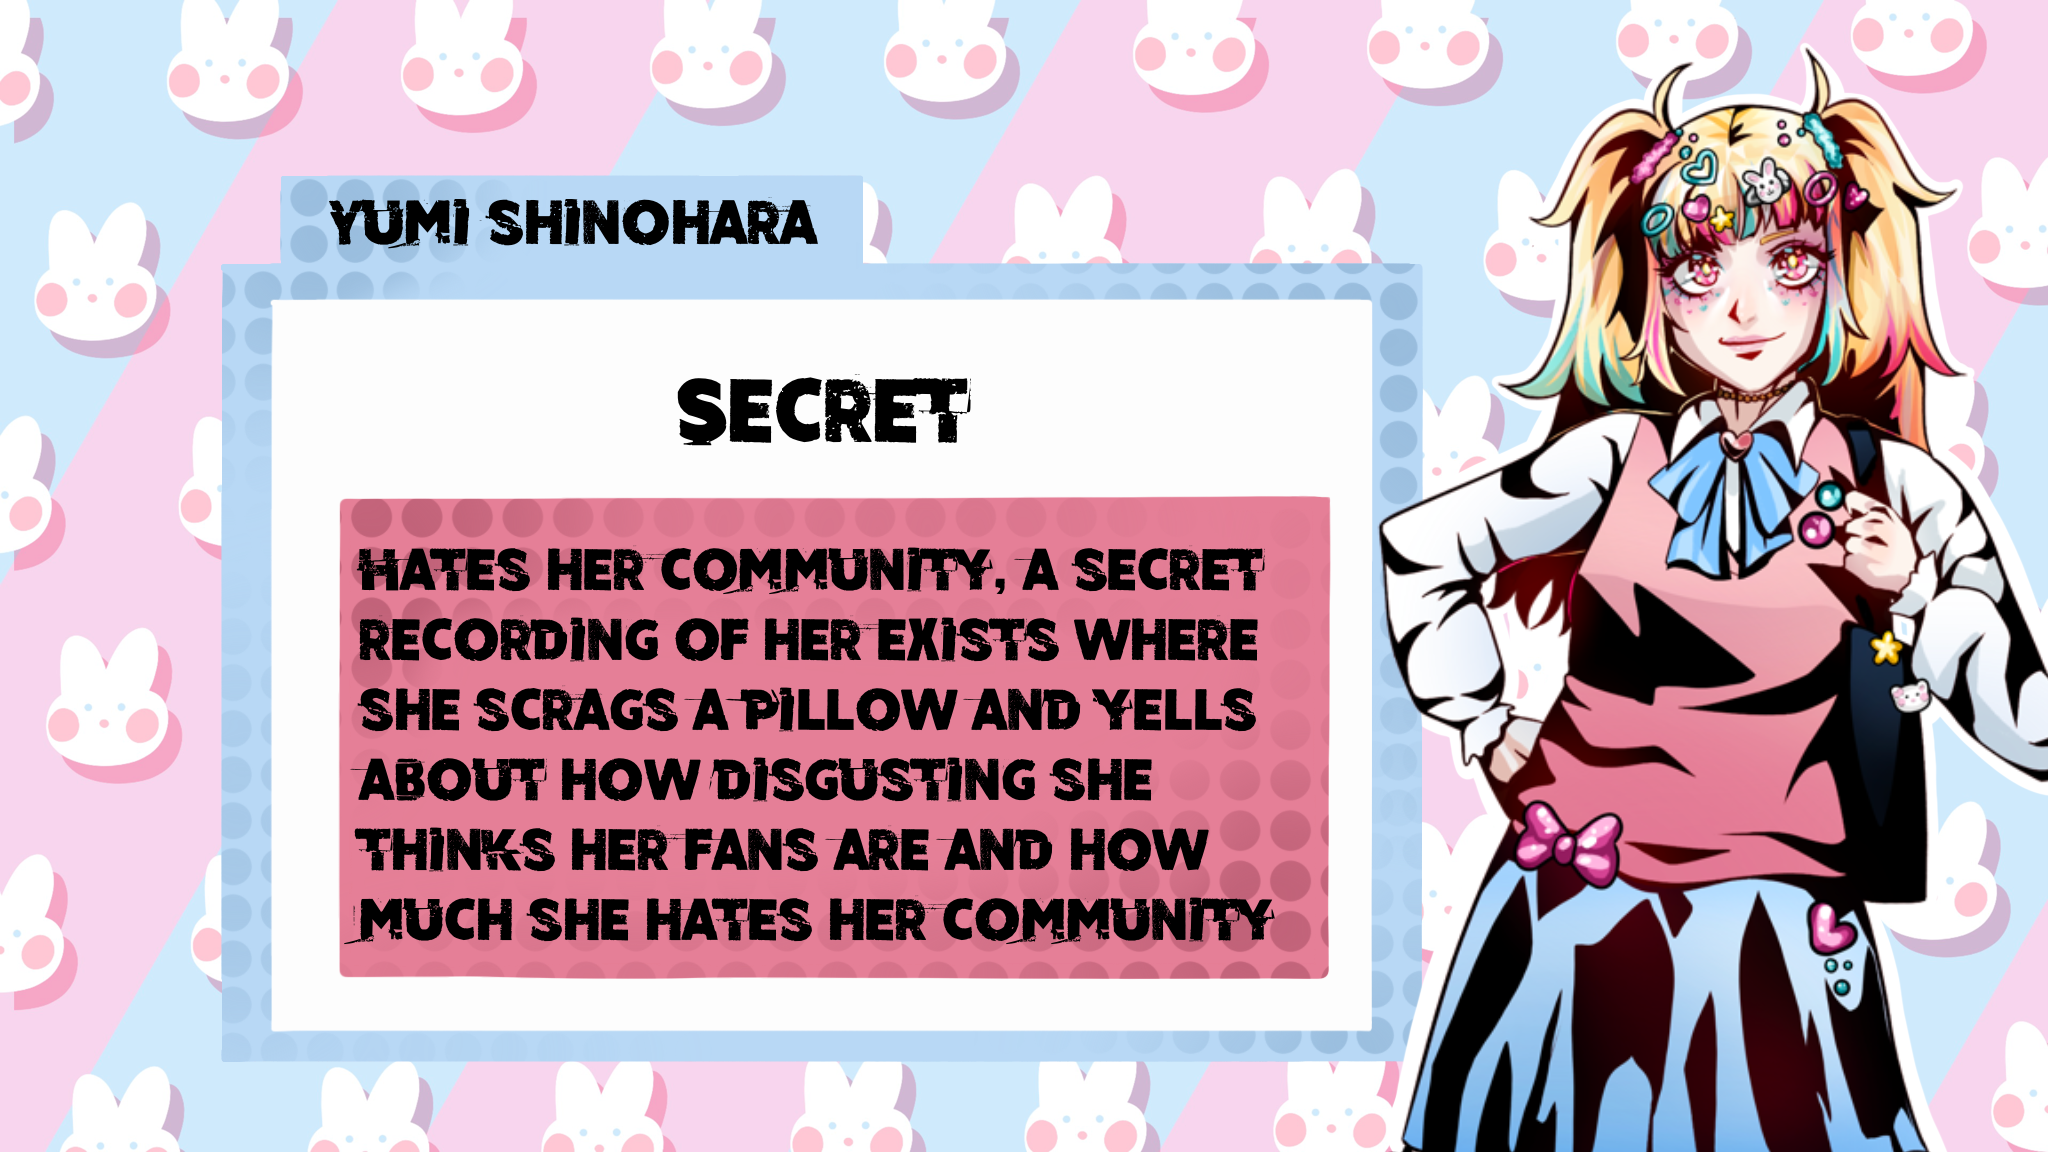 YUMI SHINOHARA
SECRET
HATES HER COMMUNITY, A SECRET
RECORDING OF HER EXISTS WHERE
SHE SCRAGS A PILLOW AND YELLS
ABOUT HOW DISGUSTING SHE
THINKS HER FANS ARE AND HOW
MUCH SHE HATES HER COMMUNITY